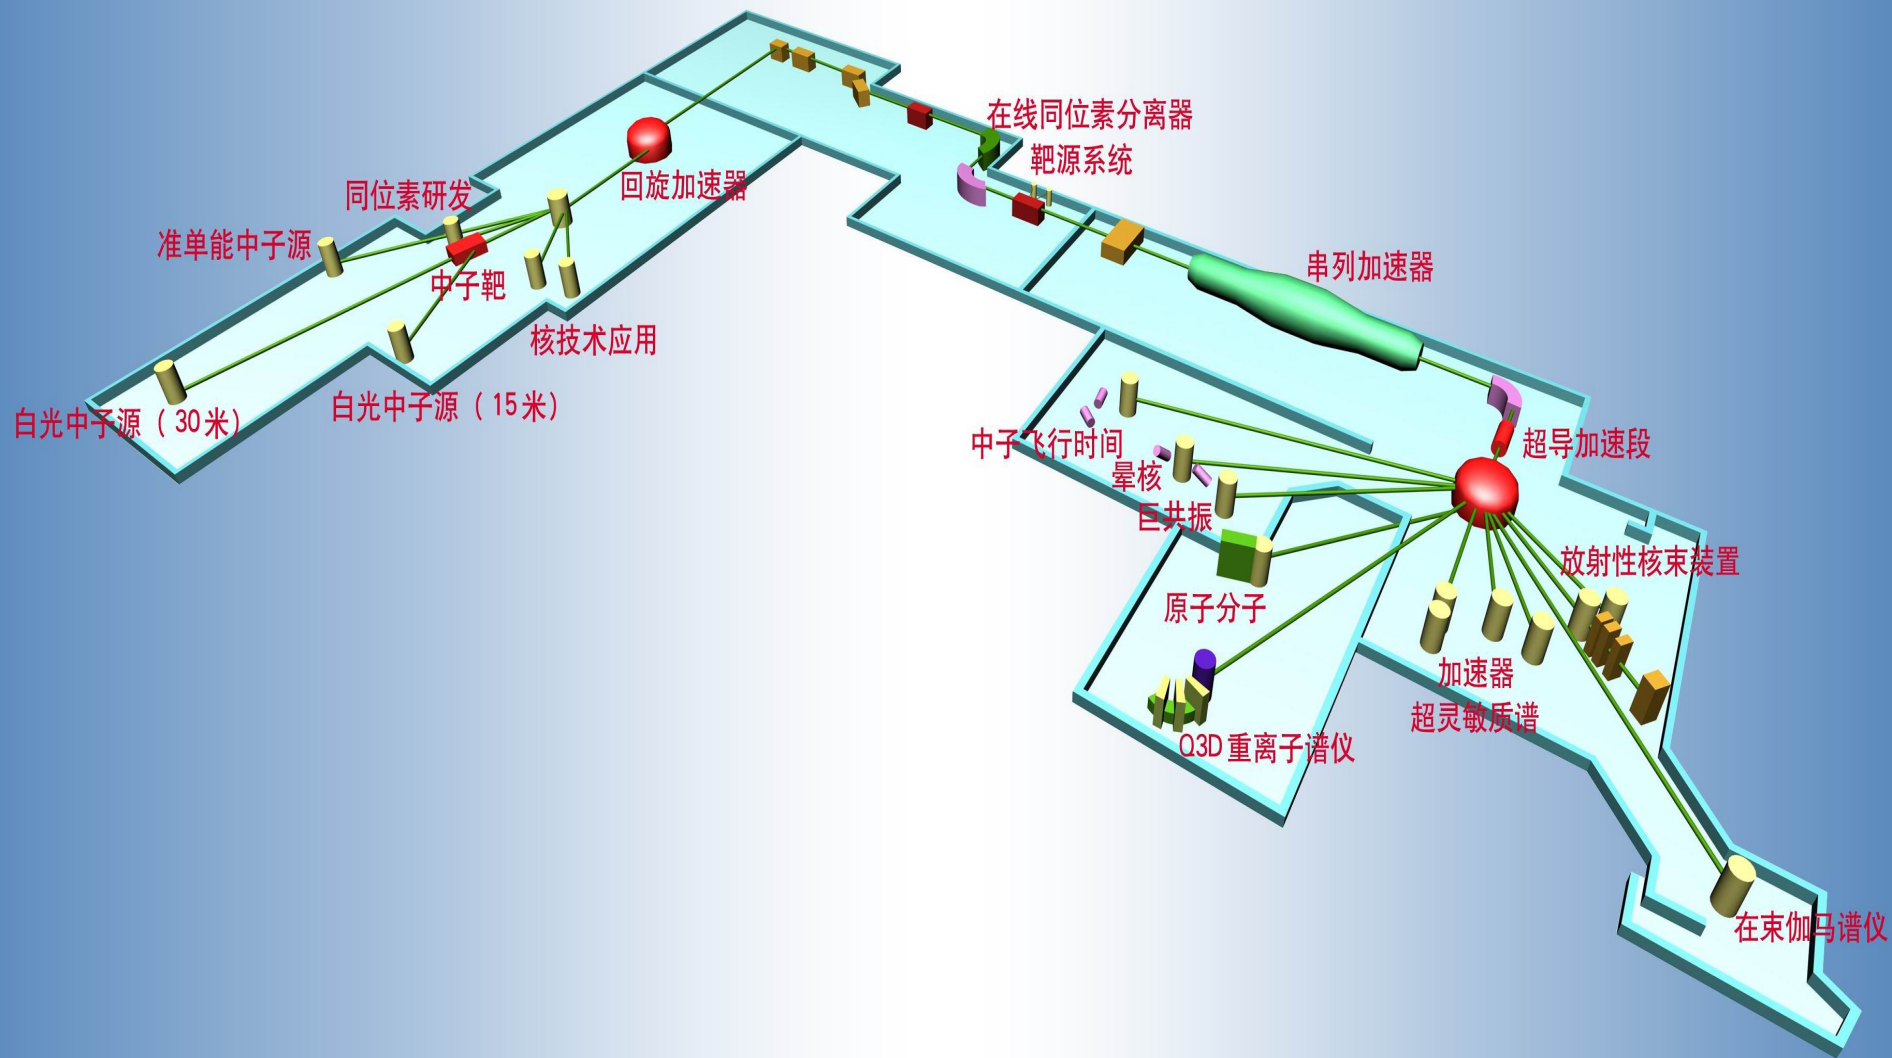 在线同位素分离器
靶源系统
回旋加速器
同位素研发
准单能中子源
中子靶
串列加速器
核技术应用
白光中子源（15米）
白光中子源（30米）
中子飞行时间
超导加速段
晕核
巨共振
放射性核束装置
原子分子
加速器
超灵敏质谱
Q3D重离子谱仪
在束伽马谱仪